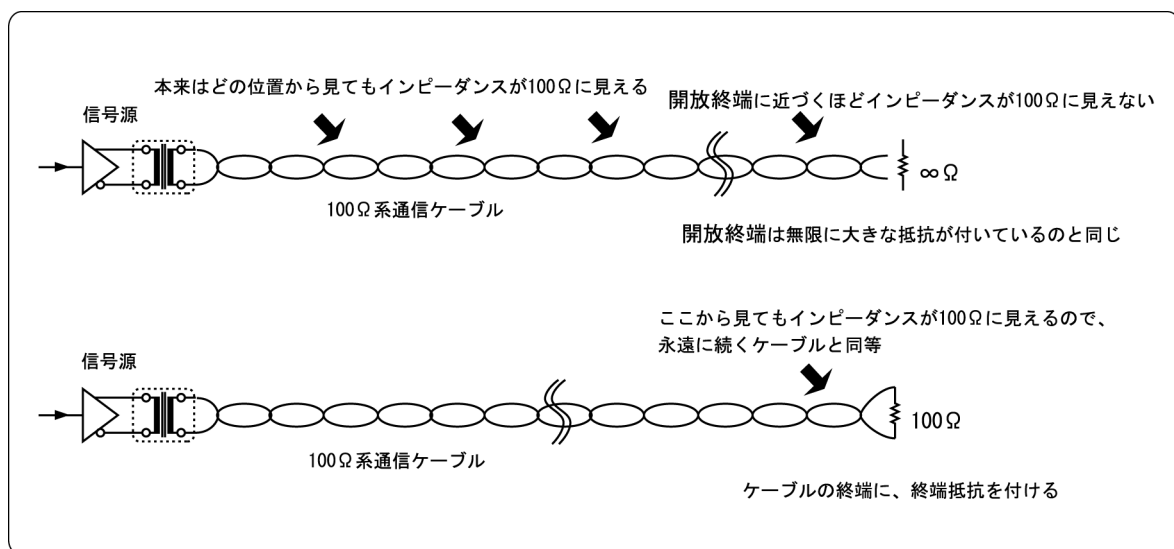 本来はどの位置から見てもインピーダンスが100Ωに見える
開放終端に近づくほどインピーダンスが100Ωに見えない
信号源
∞Ω
100Ω系通信ケーブル
開放終端は無限に大きな抵抗が付いているのと同じ
ここから見てもインピーダンスが100Ωに見えるので、
永遠に続くケーブルと同等
信号源
100Ω
100Ω系通信ケーブル
ケーブルの終端に、終端抵抗を付ける